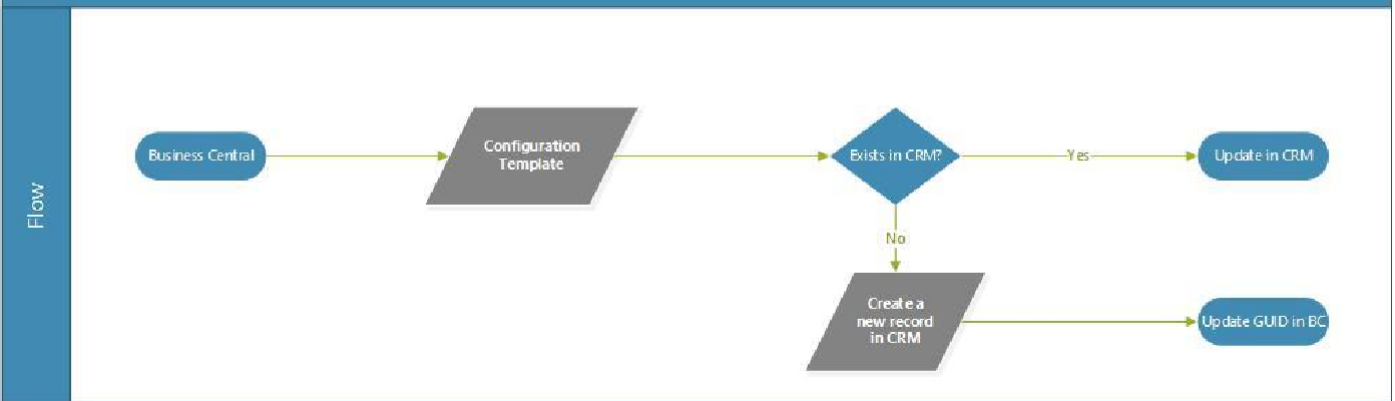 Flow
Business Central
Configuration
Template
Exists in CRM?
Yes
Update in CRM
No
Create a
new record
in CRM
Update GUID in BC